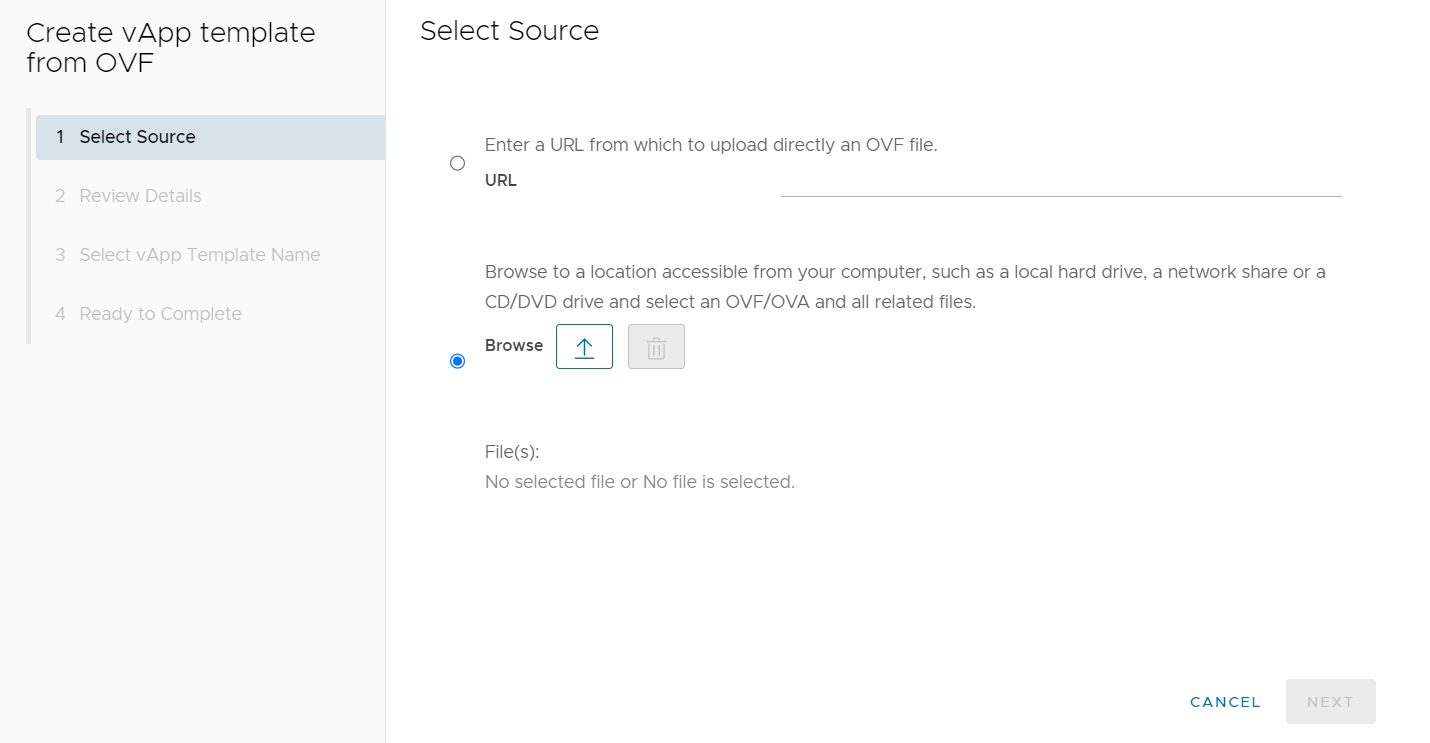 Create vApp template
from OVF
1 Select Source
2 Review Details
3 Select vApp Template Name
4 Ready to Complete
Select Source
Enter a URL from which to upload directly an OVF file.
URL
Browse to a location accessible from your computer, such as a local hard drive, a network share or a
CD/DVD drive and select an OVF/OVA and all related files.
Browse
File(s):
No selected file or No file is selected.
CANCEL NEXT